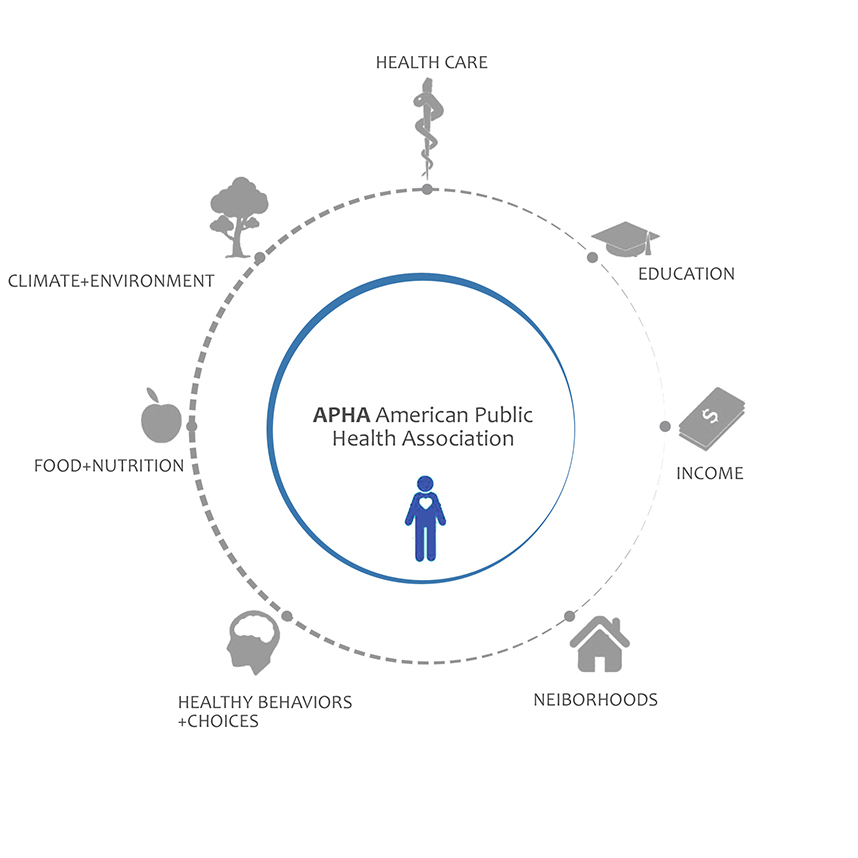 HEALTH CARE
EDUCATION
CLIMATE+ENVIRONMENT
$
APHA American Public
Health Association
FOOD+NUTRITION
INCOME
HEALTHY BEHAVIORS
+CHOICES
NEIBORHOODS